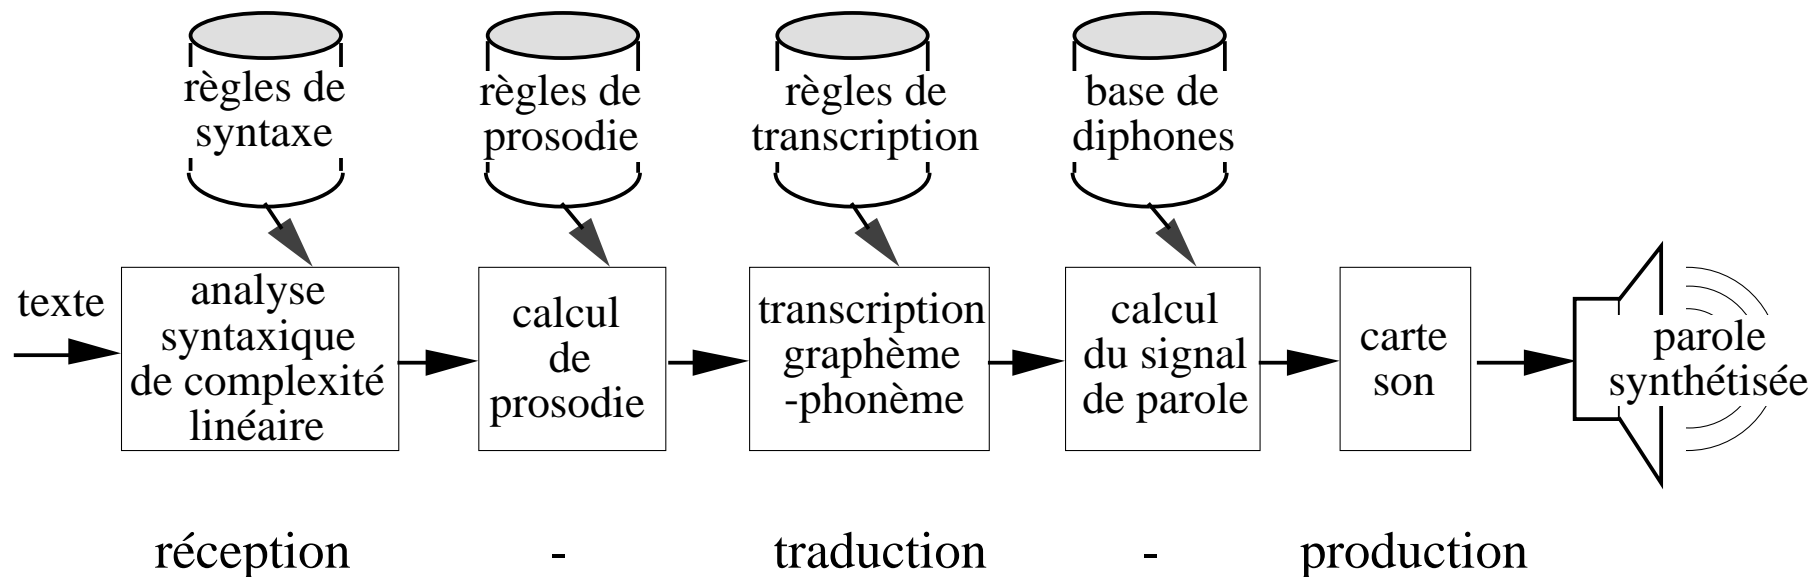 règles de
syntaxe
règles de
prosodie
règles de
transcription
base de
diphones
texte
analyse
syntaxique
de complexité
linéaire
calcul
de
prosodie
transcription
graphème
-phonème
calcul
du signal
de parole
carte
son
parole
synthétisée
réception - traduction - production